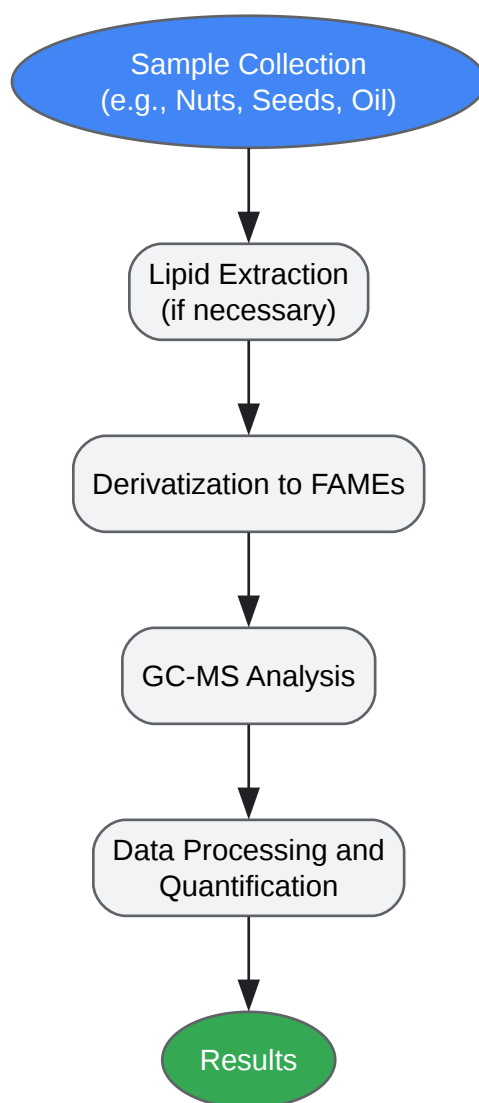 Sample Collection
(e.g., Nuts, Seeds, Oil)
Lipid Extraction
(if necessary)
Derivatization to FAMEs
GC-MS Analysis
Data Processing and
Quantification
Results